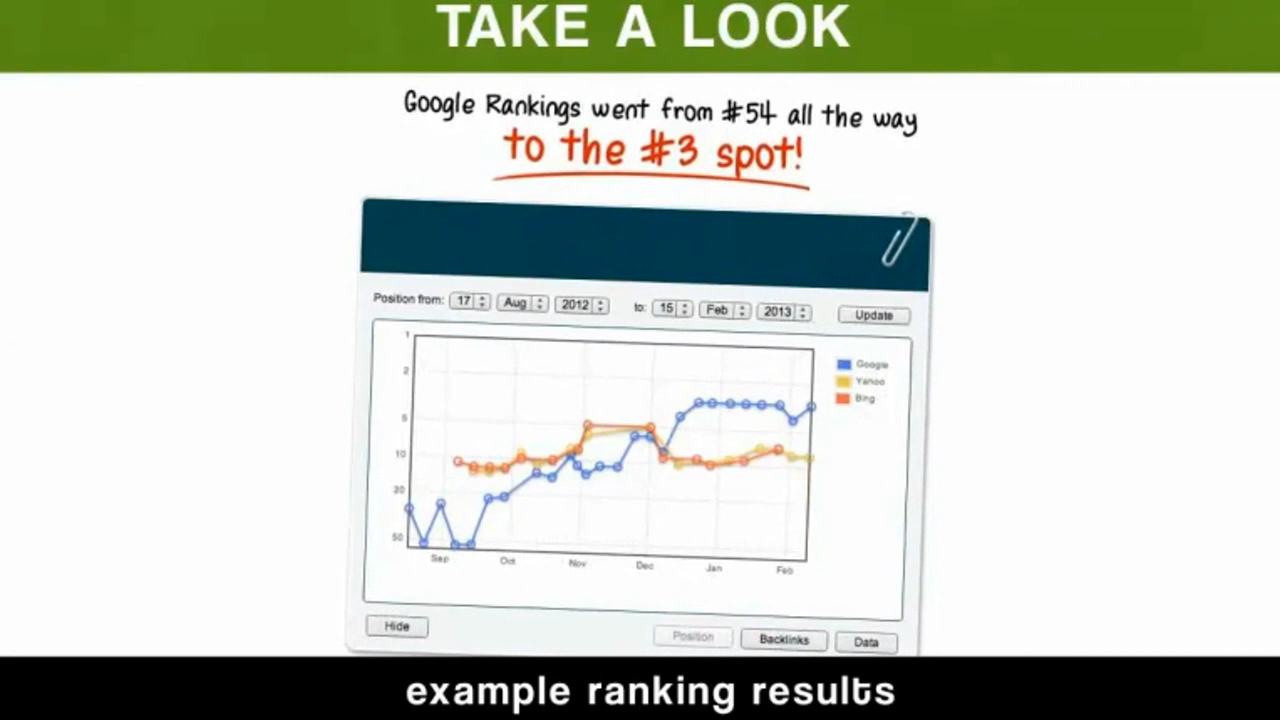 TAKE A LOOK
Google Rankings went from #54 all the way
to the #3 spot!
Position from: 17 Aug 2012 to: 15 Feb 2013 Update
1
2
5
10
20
50
Sep Oct Nov Dec Jan Feb
Google
Yahoo
Bing
Hide Position Backlinks Data
example ranking results